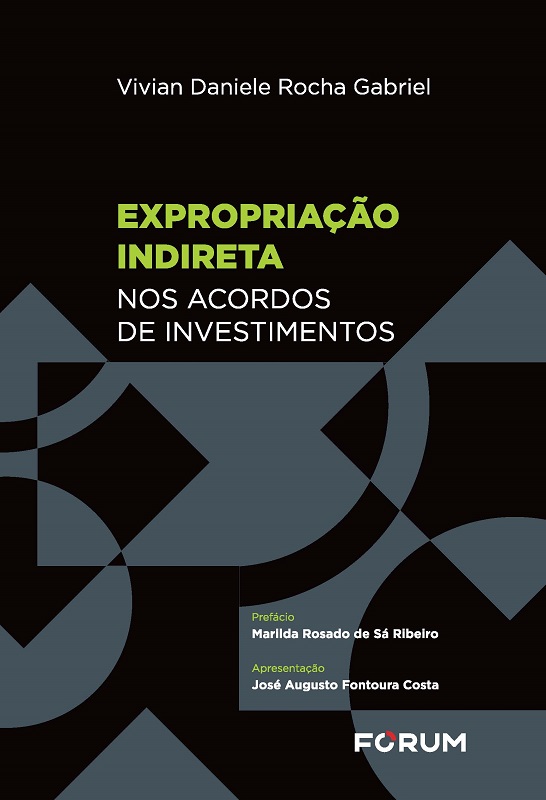 Vivian Daniele Rocha Gabriel
EXPROPRIAÇÃO
INDIRETA
NOS ACORDOS
DE INVESTIMENTOS
Prefácio
Marilda Rosado de Sá Ribeiro
Apresentação
José Augusto Fontoura Costa
FÓRUM